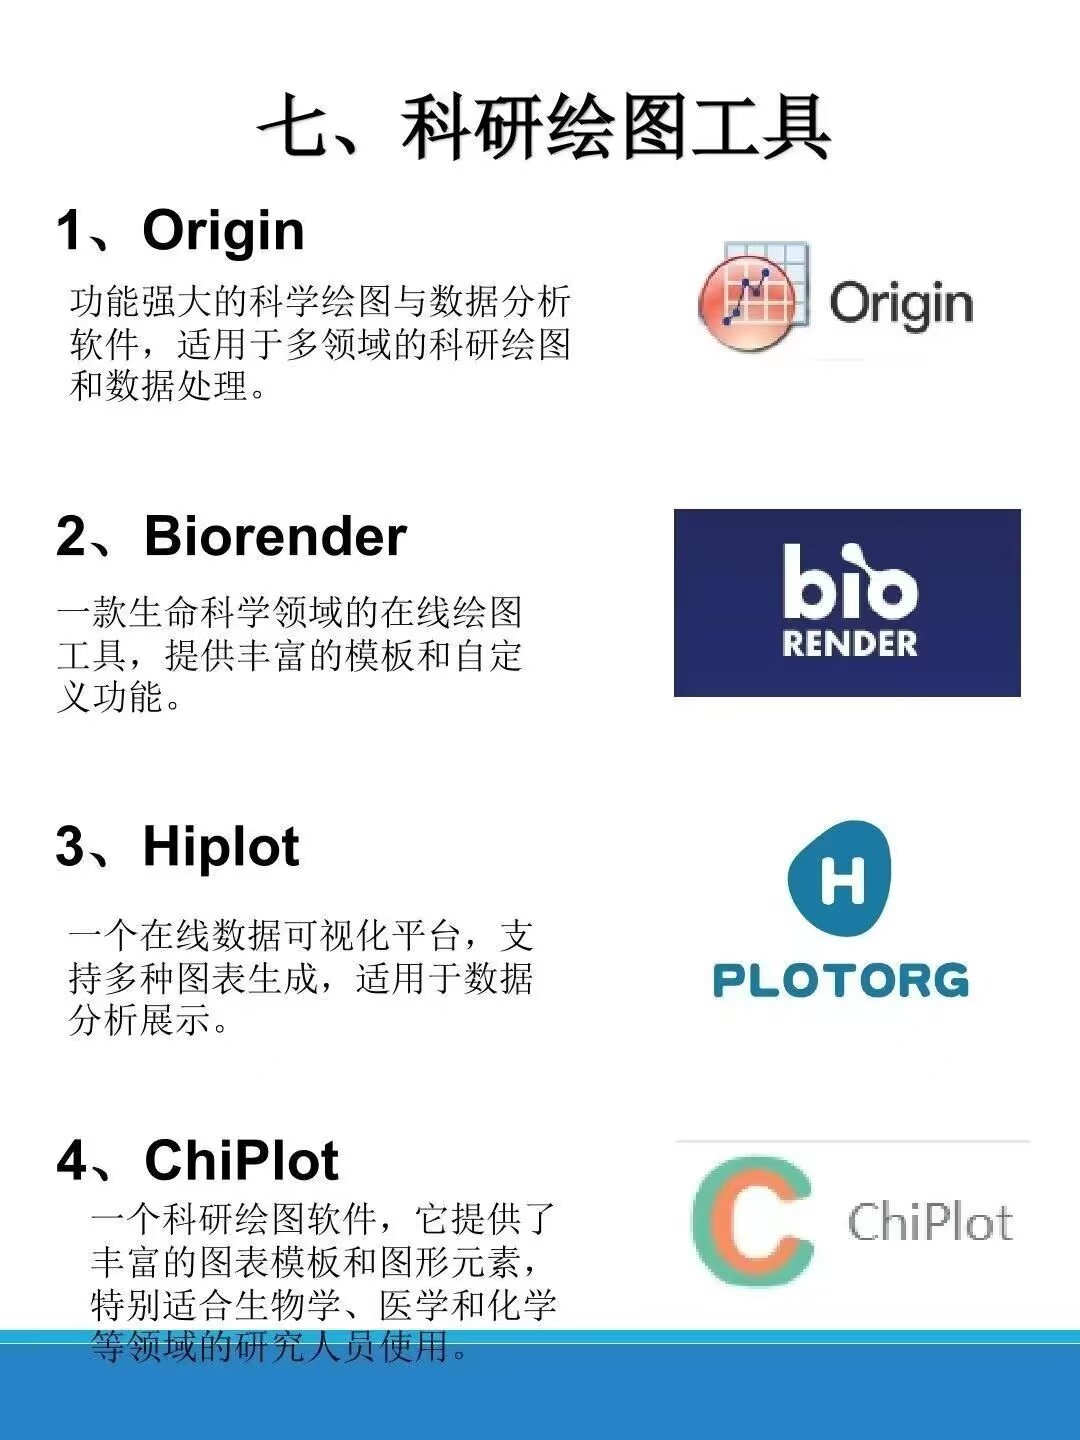 七、科研绘图工具
1、Origin
功能强大的科学绘图与数据分析
软件，适用于多领域的科研绘图
和数据处理。
Origin
2、Biorender
一款生命科学领域的在线绘图
工具，提供丰富的模板和自定
义功能。
bio
RENDER
3、Hiplot
一个在线数据可视化平台，支
持多种图表生成，适用于数据
分析展示。
H
PLOTORG
4、ChiPlot
一个科研绘图软件，它提供了
丰富的图表模板和图形元素，
特别适合生物学、医学和化学
等领域的研究人员使用。
C
ChiPlot